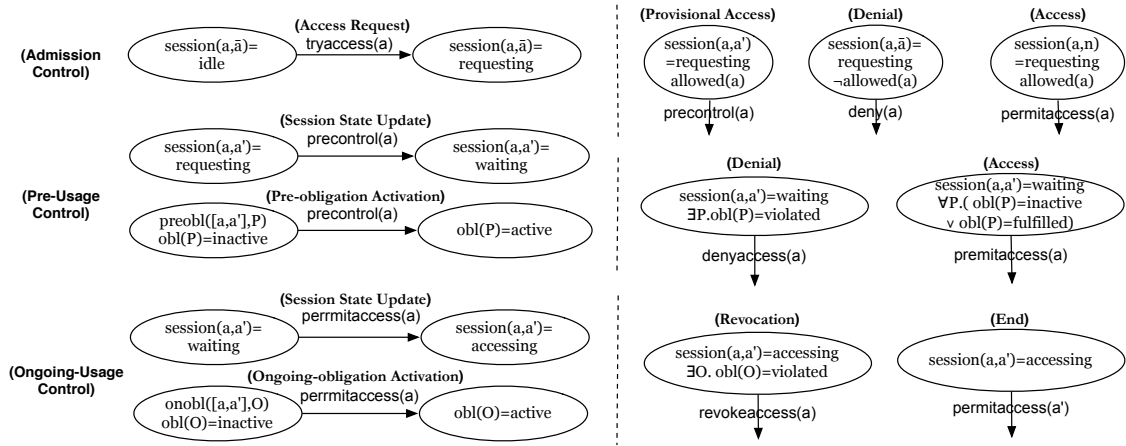 (Admission
Control)
session(a,ā)=
idle
(Access Request)
tryaccess(a)
session(a,ā)=
requesting
(Provisional Access)
session(a,a')
=requesting
allowed(a)
precontrol(a)
(Denial)
session(a,ā)=
requesting
¬allowed(a)
deny(a)
(Access)
session(a,n)
=requesting
allowed(a)
permitaccess(a)
(Pre-Usage
Control)
session(a,a')=
requesting
(Session State Update)
precontrol(a)
session(a,a')=
waiting
preobl([a,a'],P)
obl(P)=inactive
(Pre-obligation Activation)
precontrol(a)
obl(P)=active
(Denial)
session(a,a')=waiting
∃P.obl(P)=violated
denyaccess(a)
(Access)
session(a,a')=waiting
∀P.( obl(P)=inactive
∨ obl(P)=fulfilled)
premitaccess(a)
(Ongoing-Usage
Control)
session(a,a')=
waiting
(Session State Update)
perrmitaccess(a)
session(a,a')=
accessing
onobl([a,a'],O)
obl(O)=inactive
(Ongoing-obligation Activation)
perrmitaccess(a)
obl(O)=active
(Revocation)
session(a,a')=accessing
∃O. obl(O)=violated
revokeaccess(a)
(End)
session(a,a')=accessing
permitaccess(a')